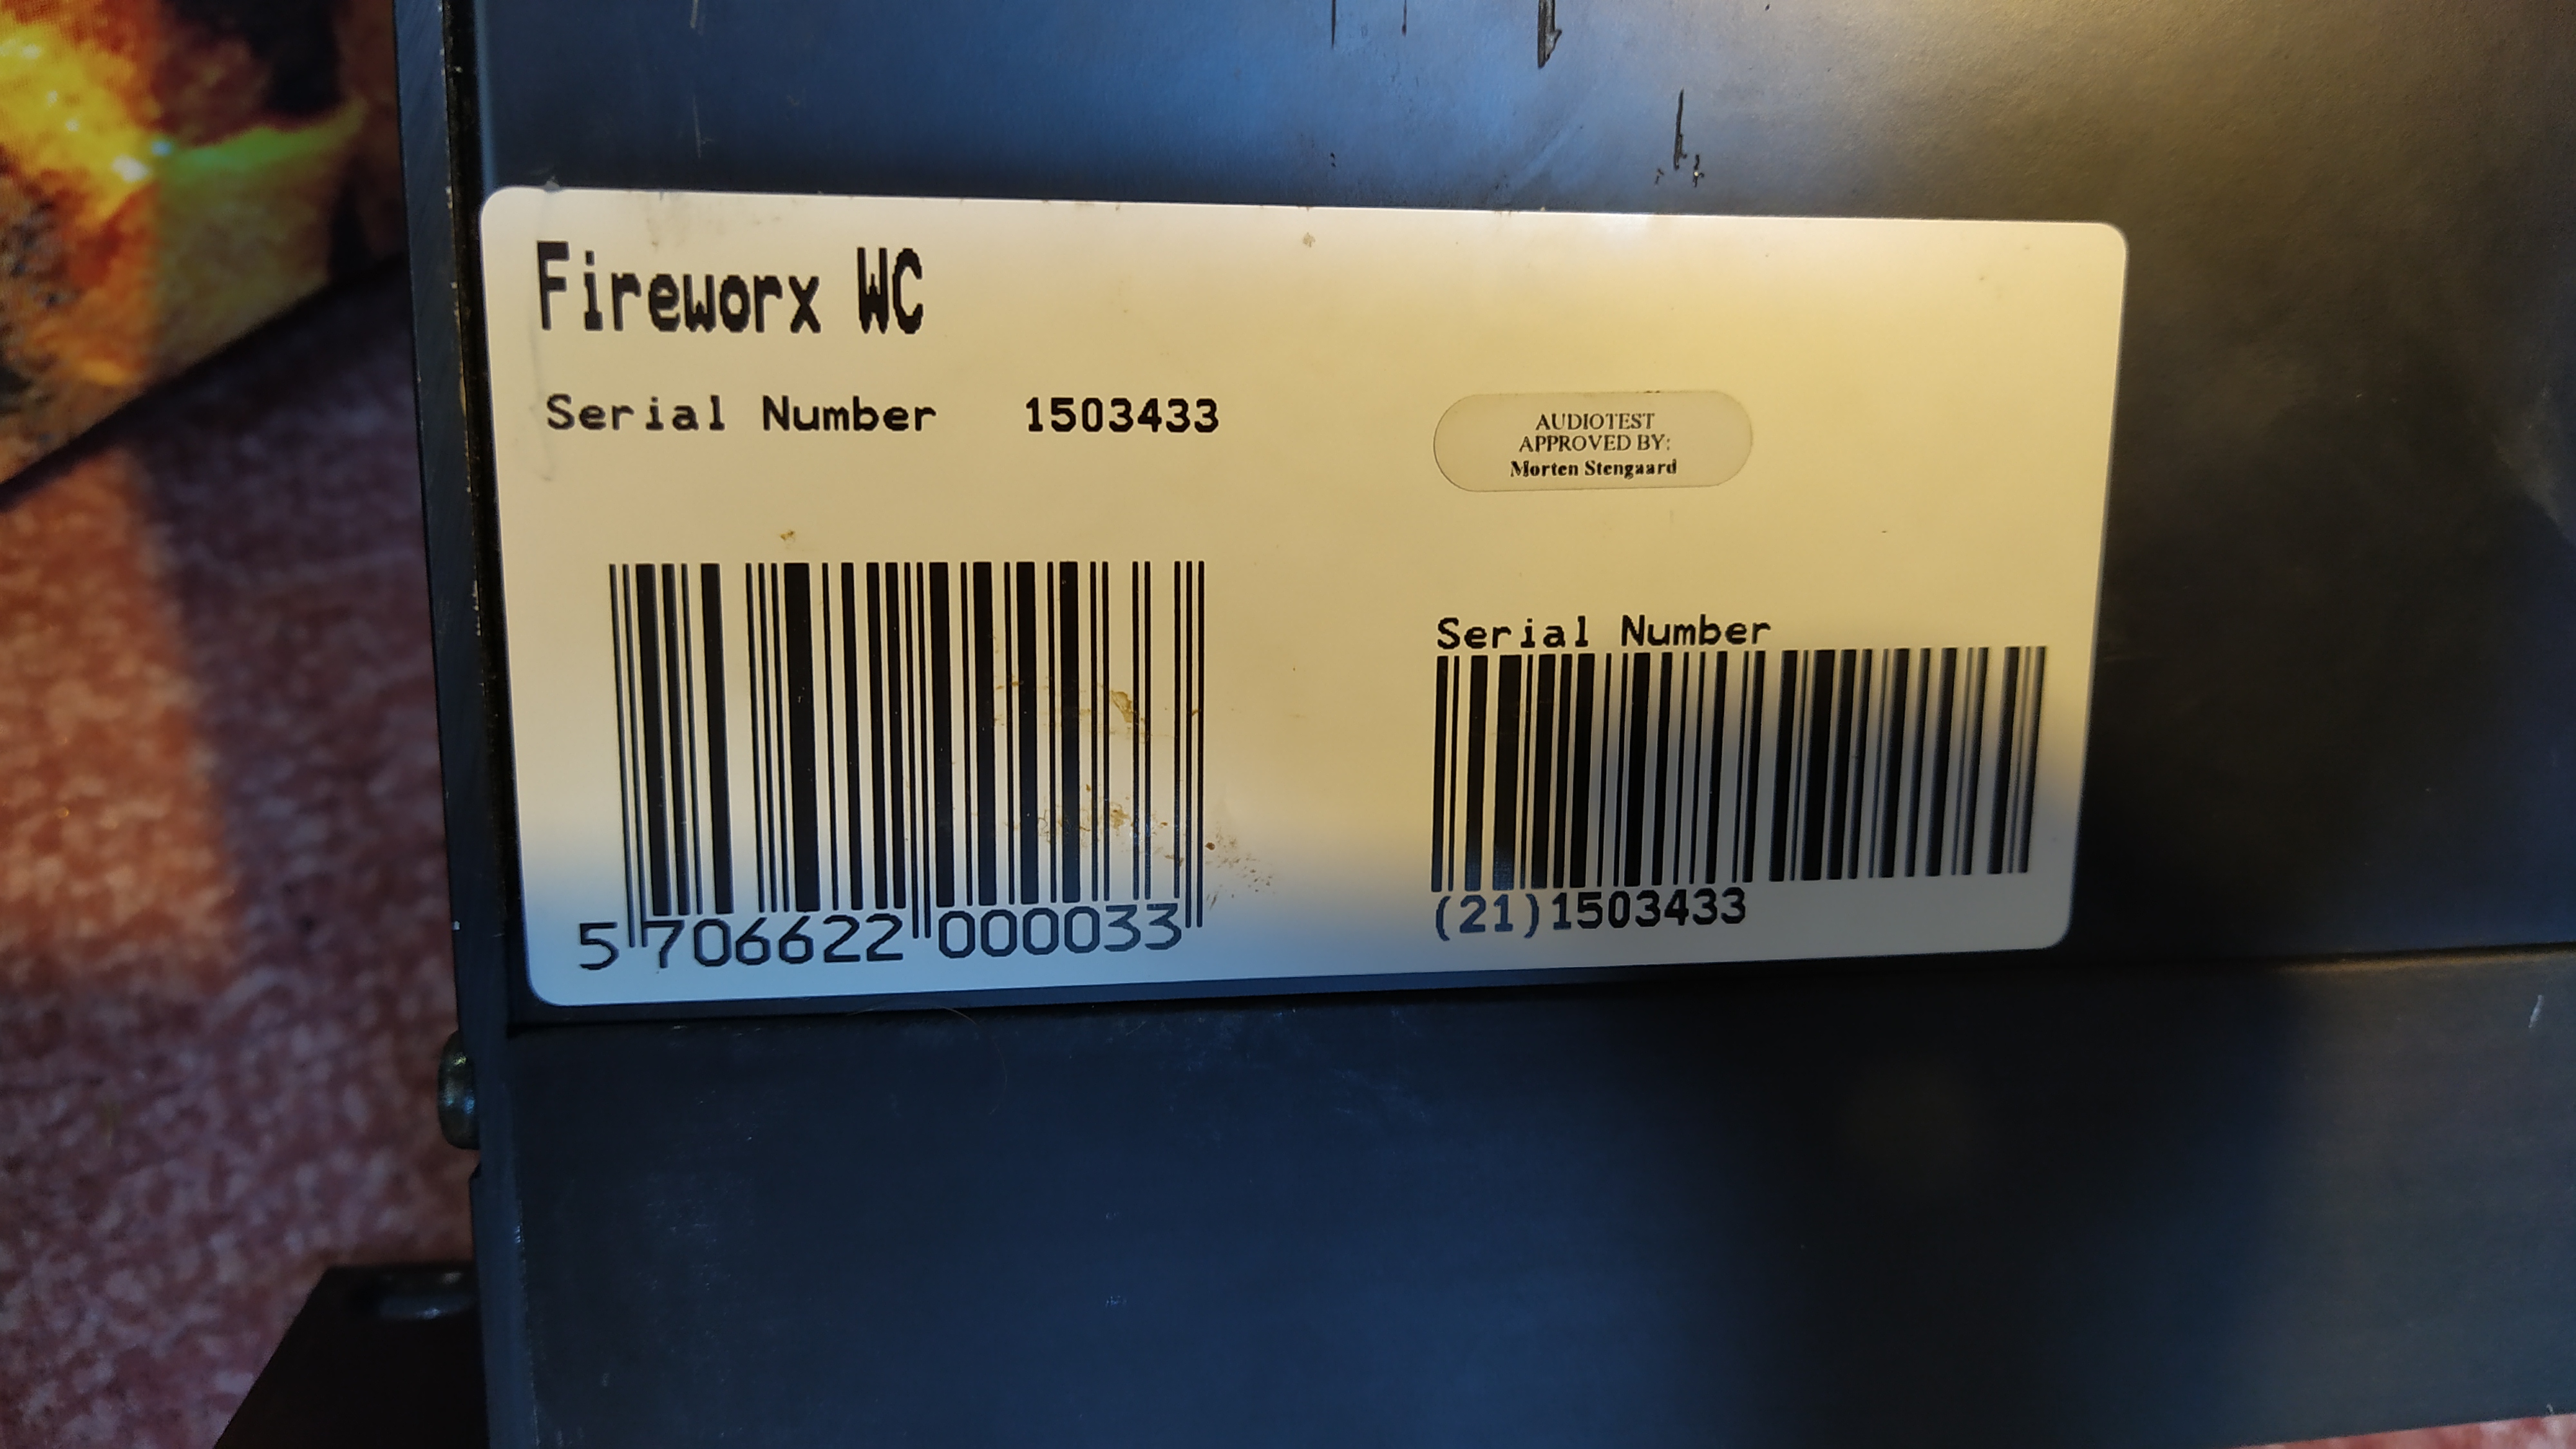 Fireworx WC
Serial Number 1503433
AUDIOTEST
APPROVED BY:
Morten Stengaard
Serial Number
5 706622 000033
(21)1503433